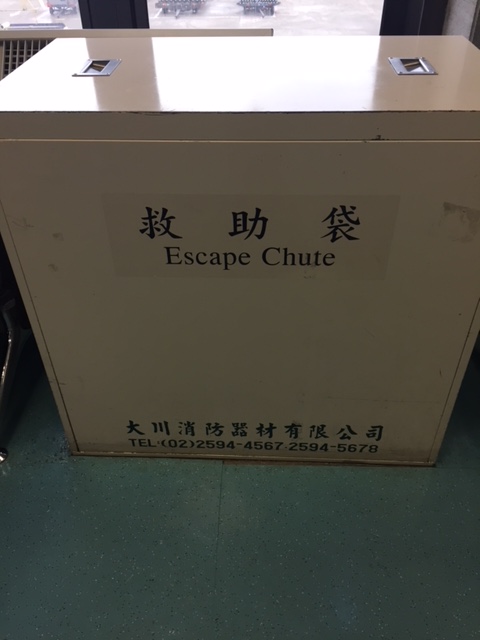 救助袋
Escape Chute
大川消防器材有限公司
TEL:(02)2594-4567·2594-5678